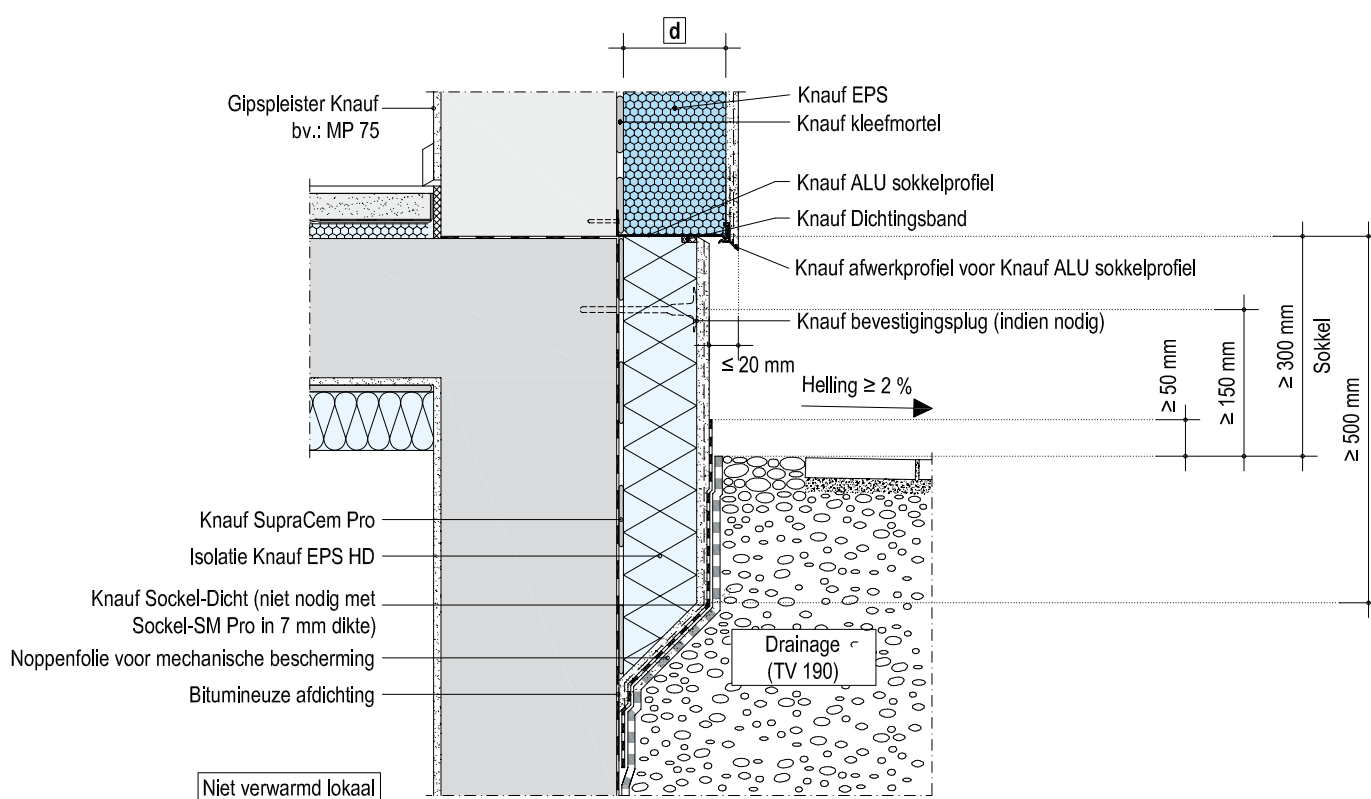 d
Gipspleister Knauf
bv.: MP 75
Knauf EPS
Knauf kleefmortel
Knauf ALU sokkelprofiel
Knauf Dichtingsband
Knauf afwerkprofiel voor Knauf ALU sokkelprofiel
Knauf bevestigingsplug (indien nodig)
≤ 20 mm
Helling ≥ 2 %
≥ 50 mm
≥ 150 mm
≥ 300 mm
Sokkel
≥ 500 mm
Knauf SupraCem Pro
Isolatie Knauf EPS HD
Knauf Sockel-Dicht (niet nodig met
Sockel-SM Pro in 7 mm dikte)
Noppenfolie voor mechanische bescherming
Bitumineuze afdichting
Drainage
(TV 190)
Niet verwarmd lokaal